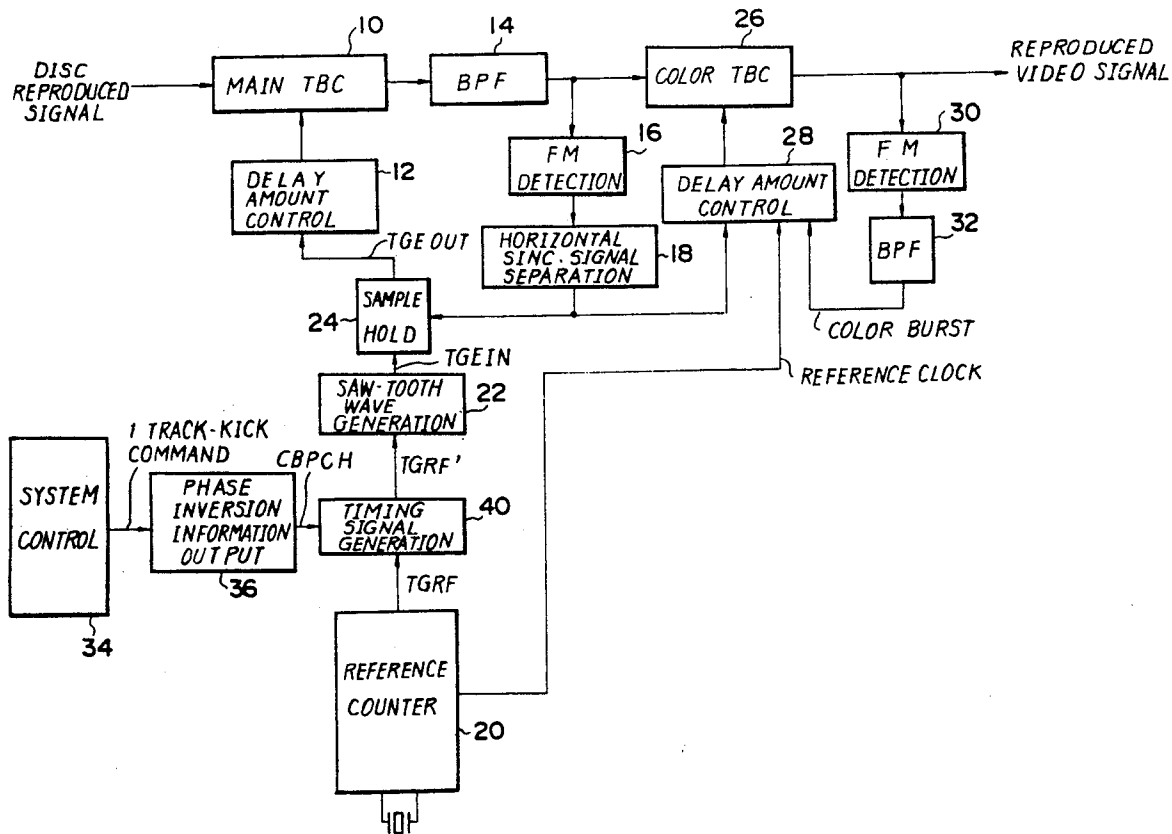 10
14
26
DISC
REPRODUCED
SIGNAL
MAIN TBC
BPF
COLOR TBC
REPRODUCED
VIDEO SIGNAL
12
16
28
30
DELAY
AMOUNT
CONTROL
FM
DETECTION
DELAY AMOUNT
CONTROL
FM
DETECTION
TGEOUT
HORIZONTAL
SINC. SIGNAL
SEPARATION
18
32
BPF
24
SAMPLE
HOLD
COLOR BURST
TGEIN
REFERENCE CLOCK
SAW-TOOTH
WAVE
GENERATION
22
1 TRACK-KICK
COMMAND
CBPCH
TGRF'
SYSTEM
CONTROL
PHASE
INVERSION
INFORMATION
OUTPUT
TIMING
SIGNAL
GENERATION
40
36
TGRF
34
REFERENCE
COUNTER
20